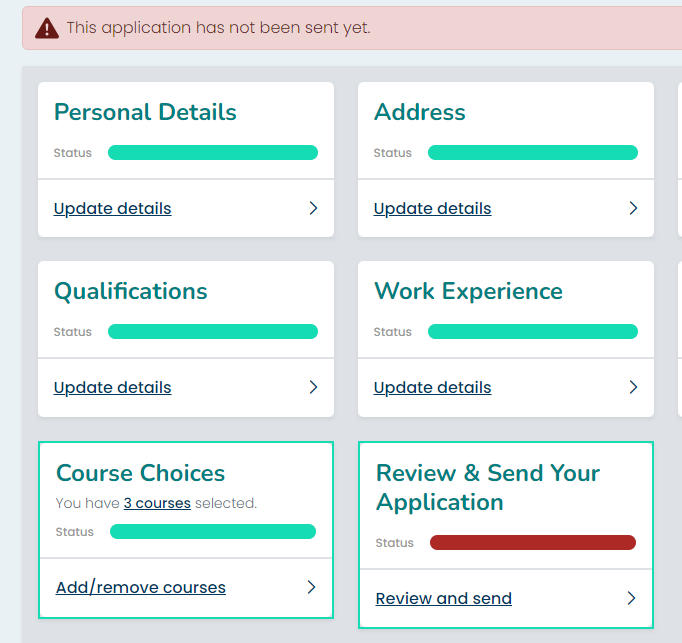 This application has not been sent yet.
Personal Details
Status
Update details
Address
Status
Update details
Qualifications
Status
Update details
Work Experience
Status
Update details
Course Choices
You have 3 courses selected.
Status
Add/remove courses
Review & Send Your
Application
Status
Review and send